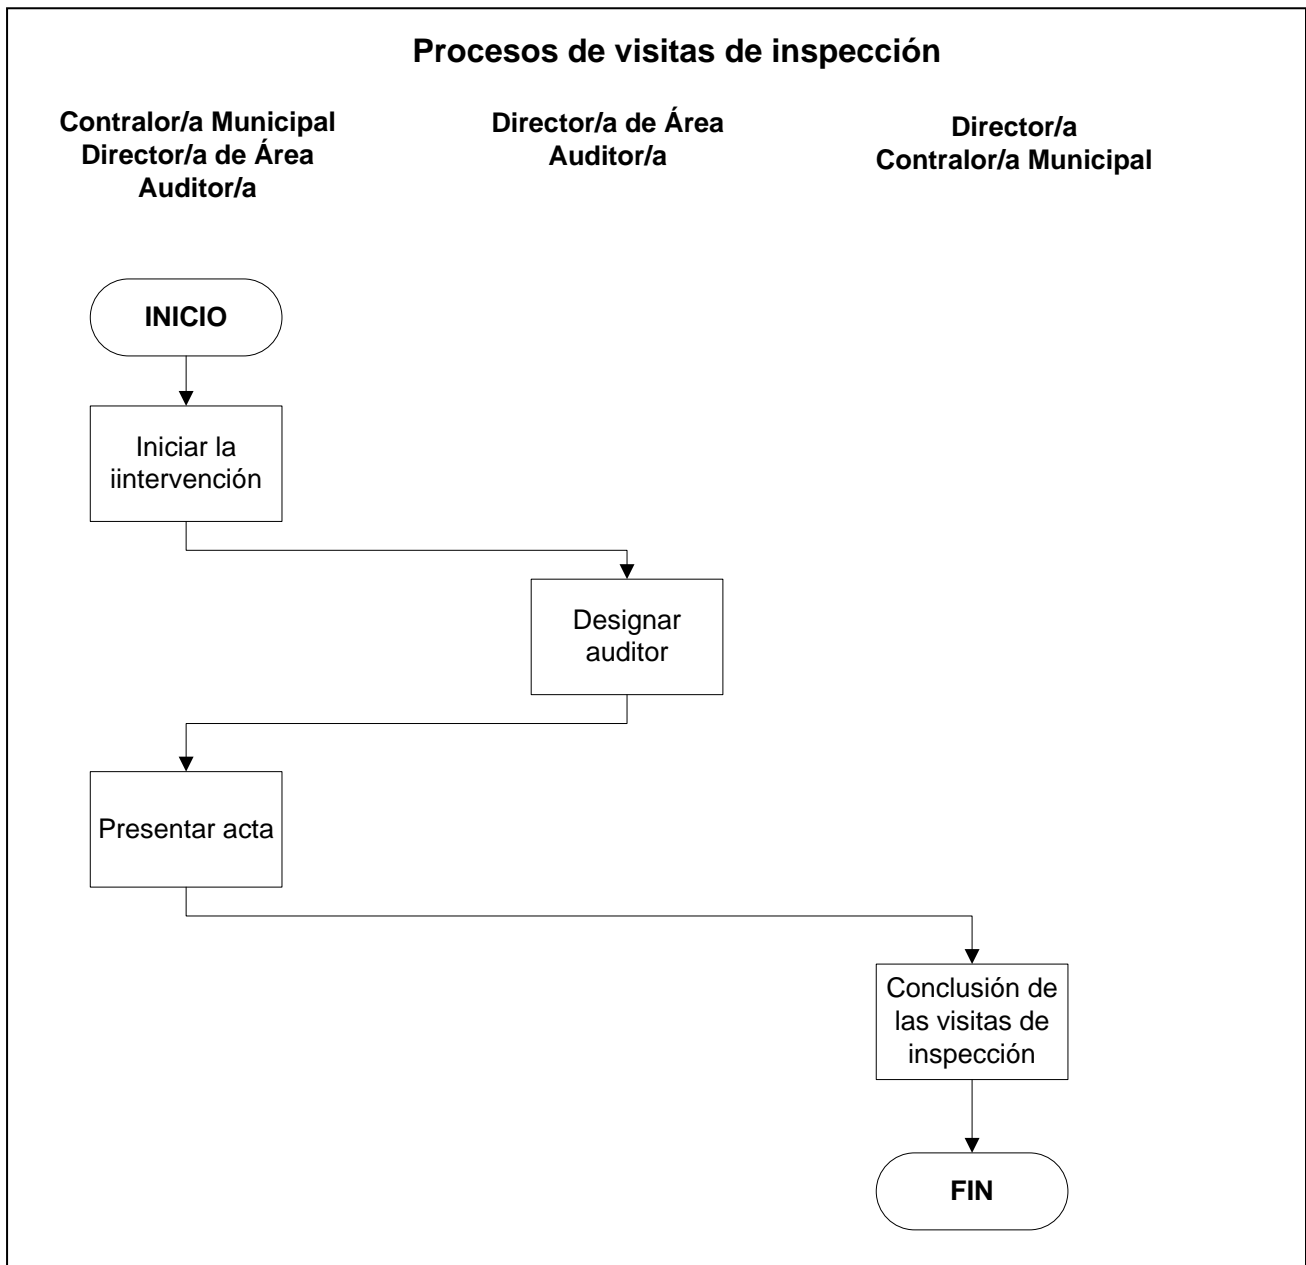 Procesos de visitas de inspección
Contralor/a Municipal
Director/a de Área
Auditor/a
Director/a de Área
Auditor/a
Director/a
Contralor/a Municipal
INICIO
Iniciar la
iintervención
Designar
auditor
Presentar acta
Conclusión de
las visitas de
inspección
FIN